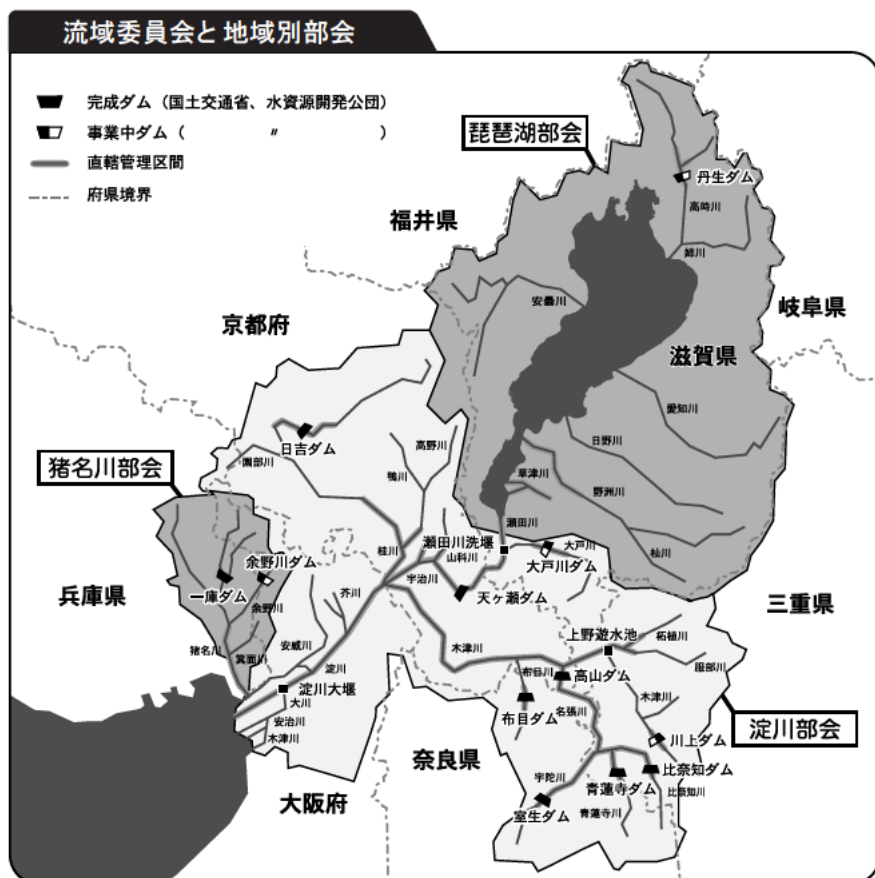 流域委員会と地域別部会
完成ダム（国土交通省、水資源開発公団）
事業中ダム（　　　〃　　　）
直轄管理区間
府県境界
琵琶湖部会
丹生ダム
高時川
姉川
福井県
安曇川
岐阜県
京都府
滋賀県
愛知川
日吉ダム
高野川
日野川
園部川
鴨川
草津川
野洲川
猪名川部会
瀬田川
杣川
桂川
瀬田川洗堰
山科川
大戸川
大戸川ダム
余野川ダム
宇治川
一庫ダム
兵庫県
芥川
天ヶ瀬ダム
三重県
余野川
上野遊水池
柘植川
猪名川
箕面川
安威川
木津川
服部川
淀川
布目川
高山ダム
淀川大堰
木津川
大川
名張川
布目ダム
安治川
淀川部会
木津川
川上ダム
奈良県
比奈知ダム
宇陀川
青蓮寺ダム
比奈知川
大阪府
室生ダム
青蓮寺川